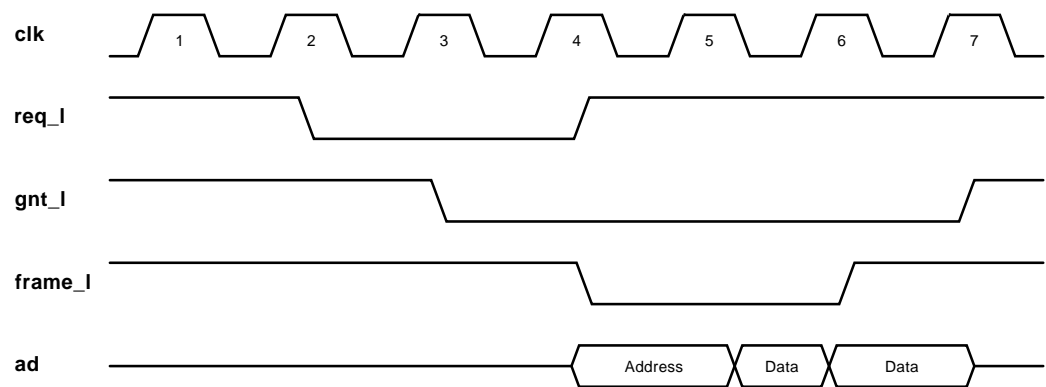 clk 1 2 3 4 5 6 7
req_l
gnt_l
frame_l
ad Address Data Data